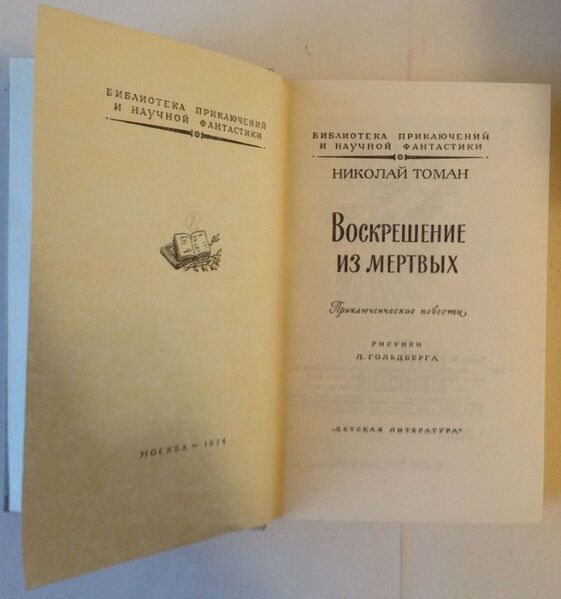 БИБЛИОТЕКА ПРИКЛЮЧЕНИЙ
И НАУЧНОЙ ФАНТАСТИКИ
МОСКВА — 1974
БИБЛИОТЕКА ПРИКЛЮЧЕНИЙ
И НАУЧНОЙ ФАНТАСТИКИ
НИКОЛАЙ ТОМАН
ВОСКРЕШЕНИЕ
ИЗ МЕРТВЫХ
Приключенческие повести
РИСУНКИ
Л. ГОЛЬДБЕРГА
„ДЕТСКАЯ ЛИТЕРАТУРА"